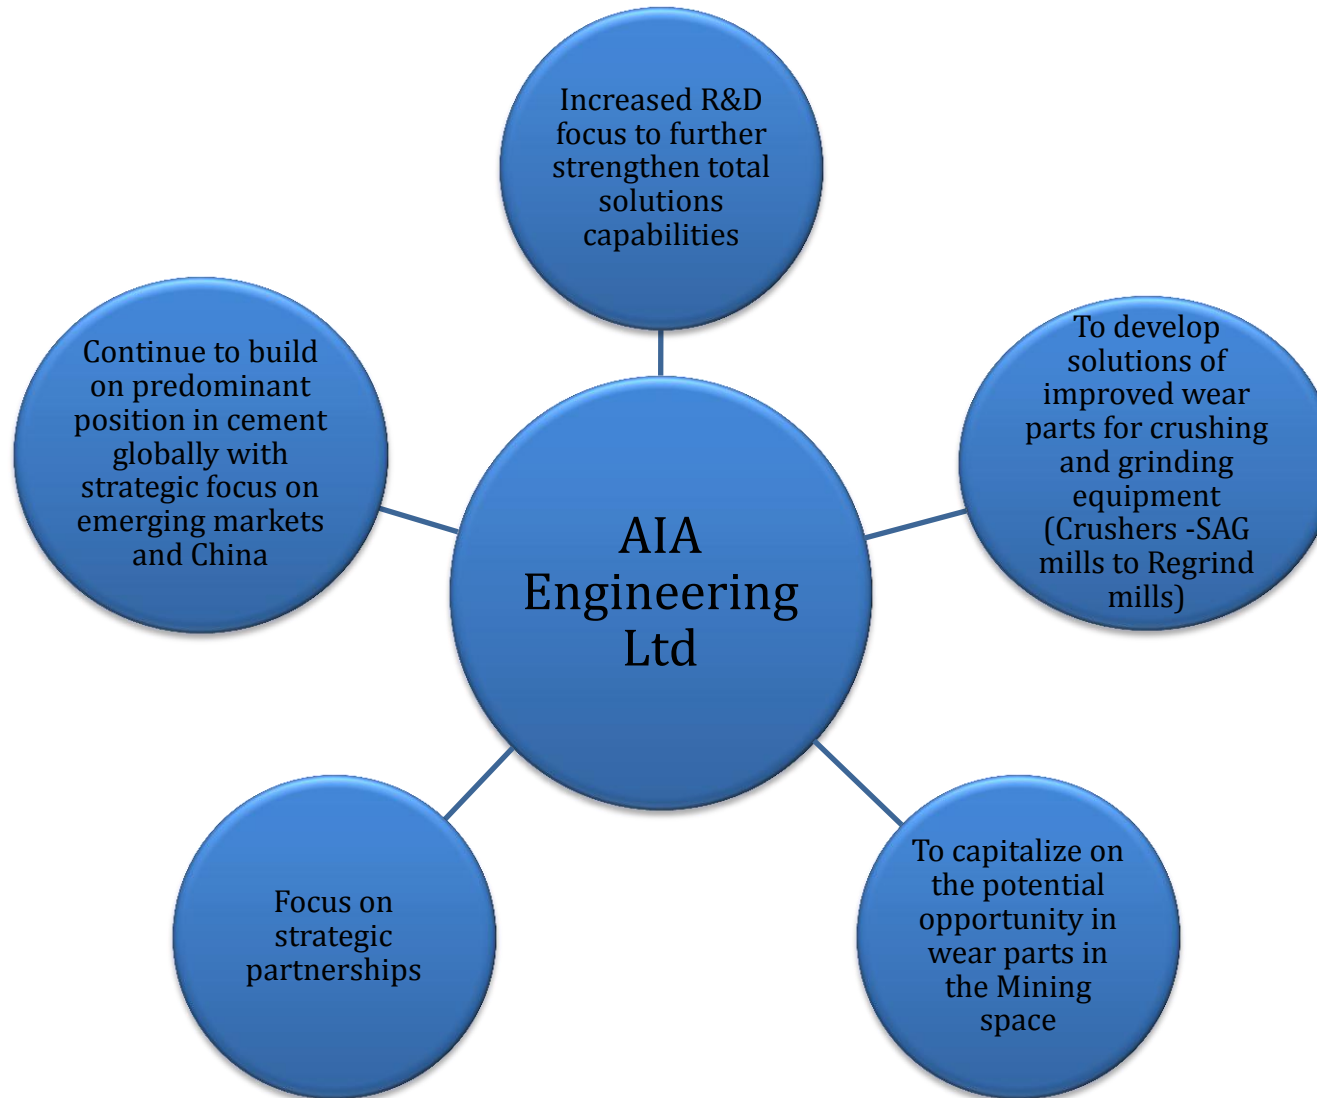 Increased R&D
focus to further
strengthen total
solutions
capabilities
To develop
solutions of
improved wear
parts for crushing
and grinding
equipment
(Crushers -SAG
mills to Regrind
mills)
To capitalize on
the potential
opportunity in
wear parts in
the Mining
space
Focus on
strategic
partnerships
Continue to build
on predominant
position in cement
globally with
strategic focus on
emerging markets
and China
AIA
Engineering
Ltd